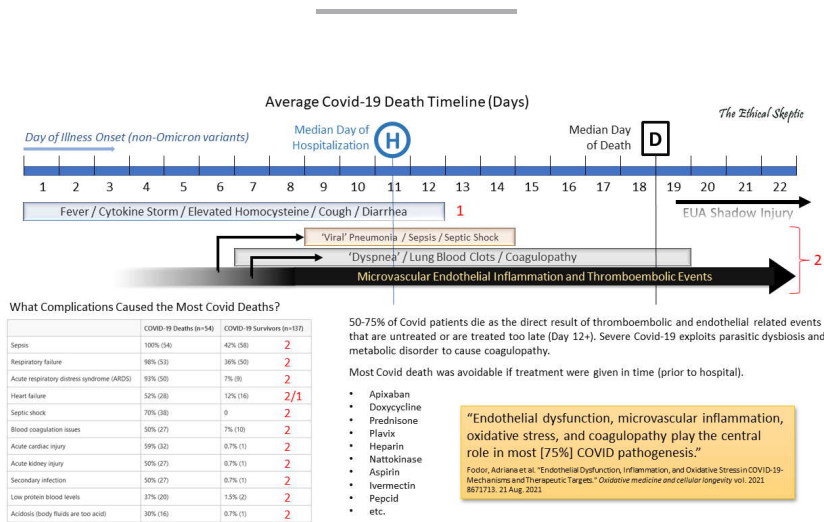 Average Covid-19 Death Timeline (Days)
The Ethical Skeptic
Day of Illness Onset (non-Omicron variants)
Median Day of
Hospitalization
H
Median Day
of Death
D
1 2 3 4 5 6 7 8 9 10 11 12 13 14 15 16 17 18 19 20 21 22
Fever / Cytokine Storm / Elevated Homocysteine / Cough / Diarrhea
1
EUA Shadow Injury
'Viral' Pneumonia / Sepsis / Septic Shock
'Dyspnea' / Lung Blood Clots / Coagulopathy
2
Microvascular Endothelial Inflammation and Thromboembolic Events
What Complications Caused the Most Covid Deaths?
COVID-19 Deaths (n=54) COVID-19 Survivors (n=137)
Sepsis 100% (54) 42% (58) 2
Respiratory failure 98% (53) 36% (50) 2
Acute respiratory distress syndrome (ARDS) 93% (50) 7% (9) 2
Heart failure 52% (28) 12% (16) 2/1
Septic shock 70% (38) 0 2
Blood coagulation issues 50% (27) 7% (10) 2
Acute cardiac injury 59% (32) 0.7% (1) 2
Acute kidney injury 50% (27) 0.7% (1) 2
Secondary infection 50% (27) 0.7% (1) 2
Low protein blood levels 37% (20) 1.5% (2) 2
Acidosis (body fluids are too acid) 30% (16) 0.7% (1) 2
50-75% of Covid patients die as the direct result of thromboembolic and endothelial related events
that are untreated or are treated too late (Day 12+). Severe Covid-19 exploits parasitic dysbiosis and
metabolic disorder to cause coagulopathy.
Most Covid death was avoidable if treatment were given in time (prior to hospital).
• Apixaban
• Doxycycline
• Prednisone
• Plavix
• Heparin
• Nattokinase
• Aspirin
• Ivermectin
• Pepcid
• etc.
"Endothelial dysfunction, microvascular inflammation,
oxidative stress, and coagulopathy play the central
role in most [75%] COVID pathogenesis."
Fodor, Adriana et al. "Endothelial Dysfunction, Inflammation, and Oxidative Stress in COVID-19-
Mechanisms and Therapeutic Targets." Oxidative medicine and cellular longevity vol. 2021
8671713. 21 Aug. 2021